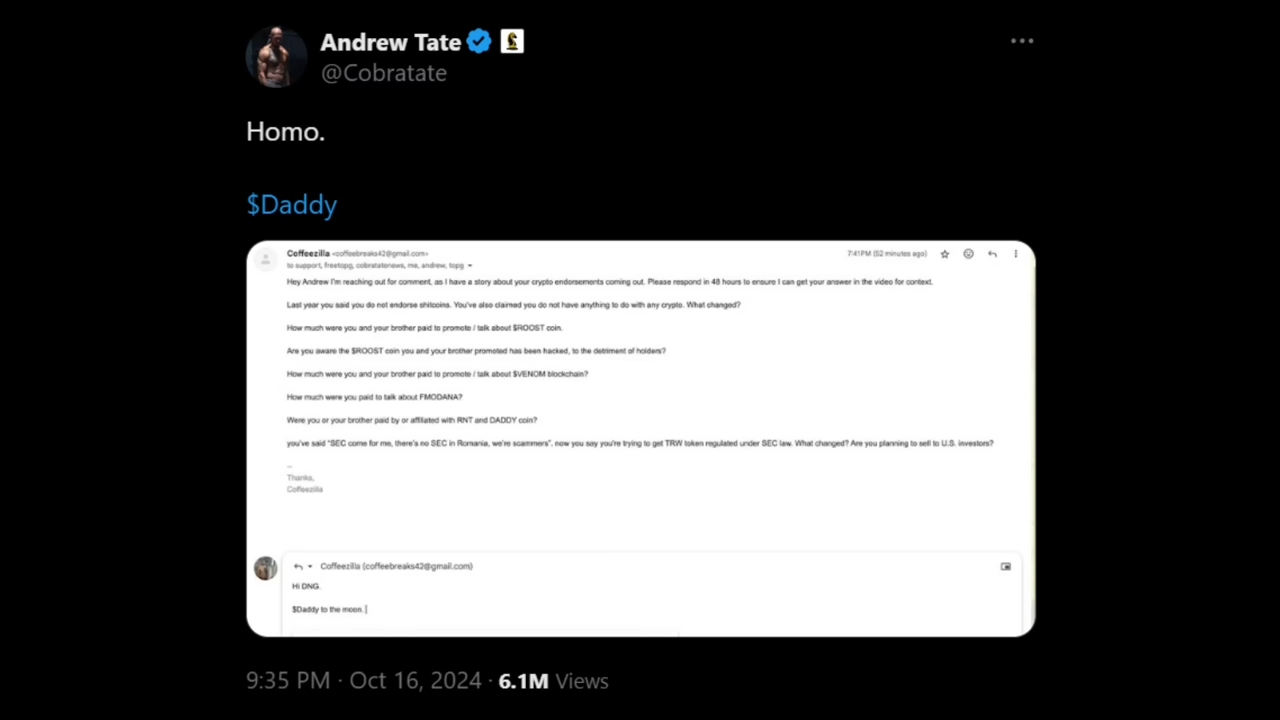 Andrew Tate
@Cobratate
Homo.
$Daddy
Coffeezilla <coffeebreaks42@gmail.com>
7:41PM (52 minutes ago)
to support, freetopg, cobratatenews, me, andrew, topg
Hey Andrew I'm reaching out for comment, as I have a story about your crypto endorsements coming out. Please respond in 48 hours to ensure I can get your answer in the video for context.
Last year you said you do not endorse shitcoins. You've also claimed you do not have anything to do with any crypto. What changed?
How much were you and your brother paid to promote / talk about $ROOST coin.
Are you aware the $ROOST coin you and your brother promoted has been hacked, to the detriment of holders?
How much were you and your brother paid to promote / talk about $VENOM blockchain?
How much were you paid to talk about FMODANA?
Were you or your brother paid by or affiliated with RNT and DADDY coin?
you've said "SEC come for me, there's no SEC in Romania, we're scammers", now you say you're trying to get TRW token regulated under SEC law. What changed? Are you planning to sell to U.S. investors?
--
Thanks,
Coffeezilla
Coffeezilla (coffeebreaks42@gmail.com)
Hi DNG.
$Daddy to the moon.
9:35 PM · Oct 16, 2024 · 6.1M Views